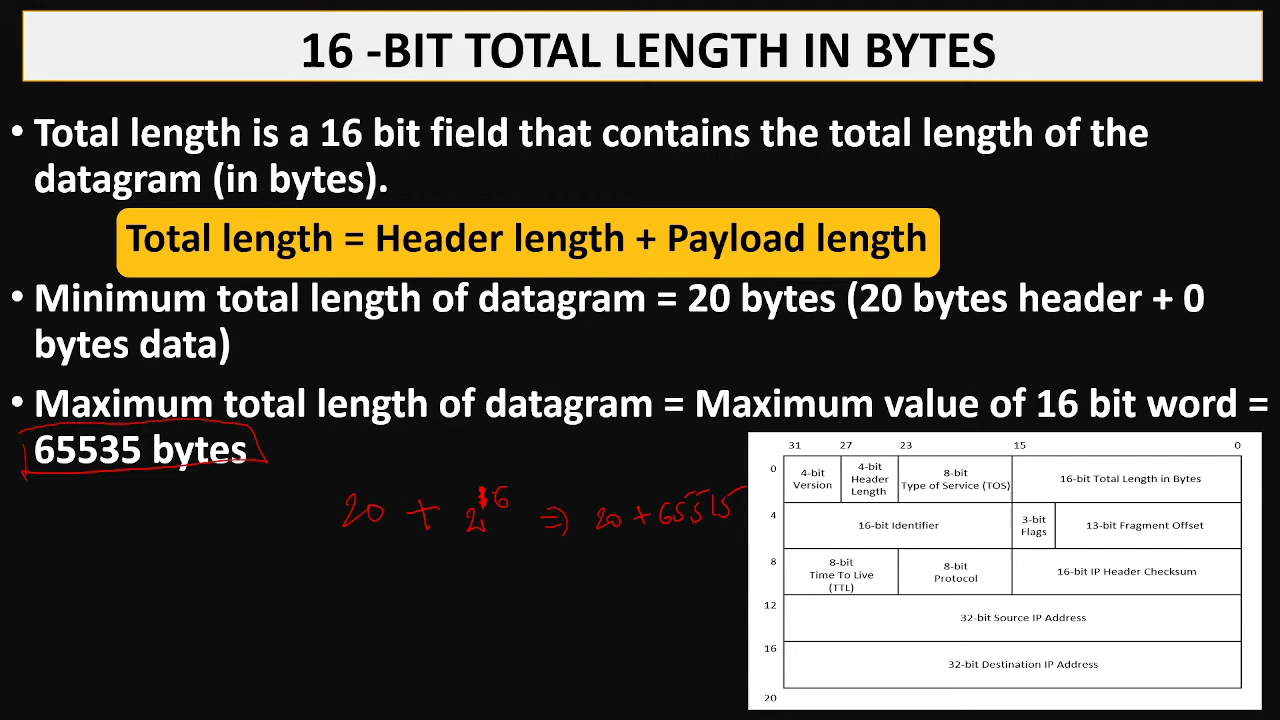 16 -BIT TOTAL LENGTH IN BYTES
• Total length is a 16 bit field that contains the total length of the
datagram (in bytes).
Total length = Header length + Payload length
• Minimum total length of datagram = 20 bytes (20 bytes header + 0
bytes data)
• Maximum total length of datagram = Maximum value of 16 bit word =
65535 bytes
20 + 2^16 ⇒ 20 + 65515
31 27 23 15 0
0
4-bit
Version
4-bit
Header
Length
8-bit
Type of Service (TOS)
16-bit Total Length in Bytes
4
16-bit Identifier
3-bit
Flags
13-bit Fragment Offset
8
8-bit
Time To Live
(TTL)
8-bit
Protocol
16-bit IP Header Checksum
12
32-bit Source IP Address
16
32-bit Destination IP Address
20